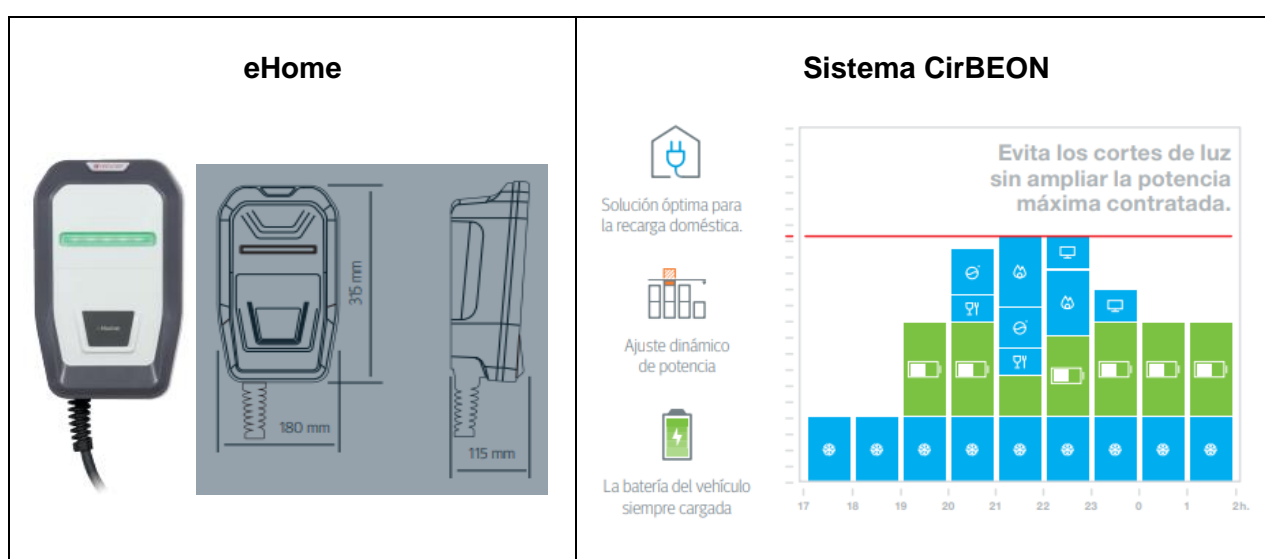 eHome
315 mm
180 mm
115 mm
Sistema CirBEON
Solución óptima para
la recarga doméstica.
Ajuste dinámico
de potencia
La batería del vehículo
siempre cargada
Evita los cortes de luz
sin ampliar la potencia
máxima contratada.
17 18 19 20 21 22 23 0 1 2h.